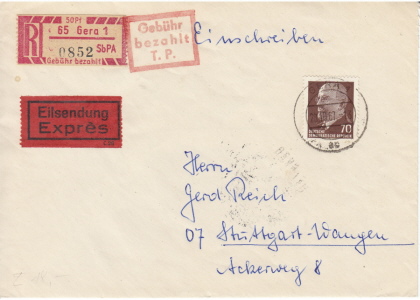 50Pf
R
65 Gera 1
0852 SbPA
Gebühr bezahlt
Gebühr
bezahlt
T. P.
Einschreiben
Eilsendung
Exprès
70
DEUTSCHE
DEMOKRATISCHE REPUBLIK
Herrn
Gerd Reich
07 Stuttgart-Wangen
Ackerweg 8